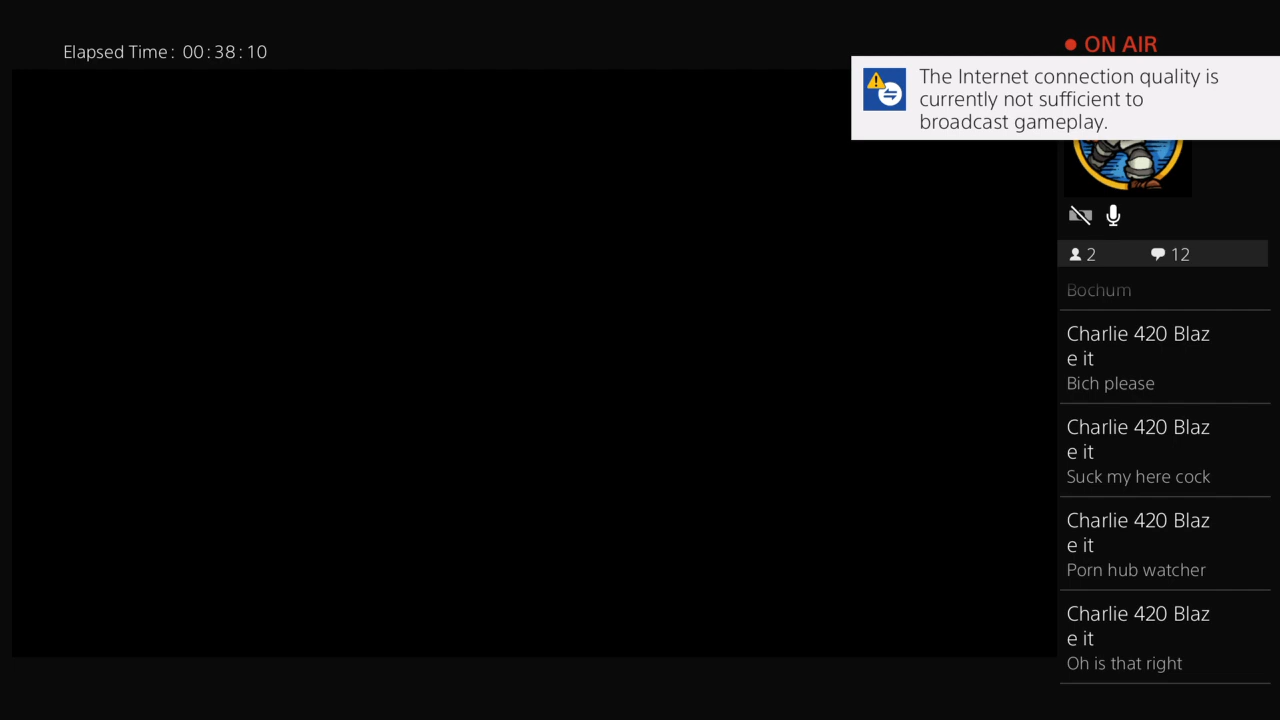 Elapsed Time: 00:38:10
ON AIR
The Internet connection quality is
currently not sufficient to
broadcast gameplay.
2 12
Bochum
Charlie 420 Blaz
e it
Bich please
Charlie 420 Blaz
e it
Suck my here cock
Charlie 420 Blaz
e it
Porn hub watcher
Charlie 420 Blaz
e it
Oh is that right